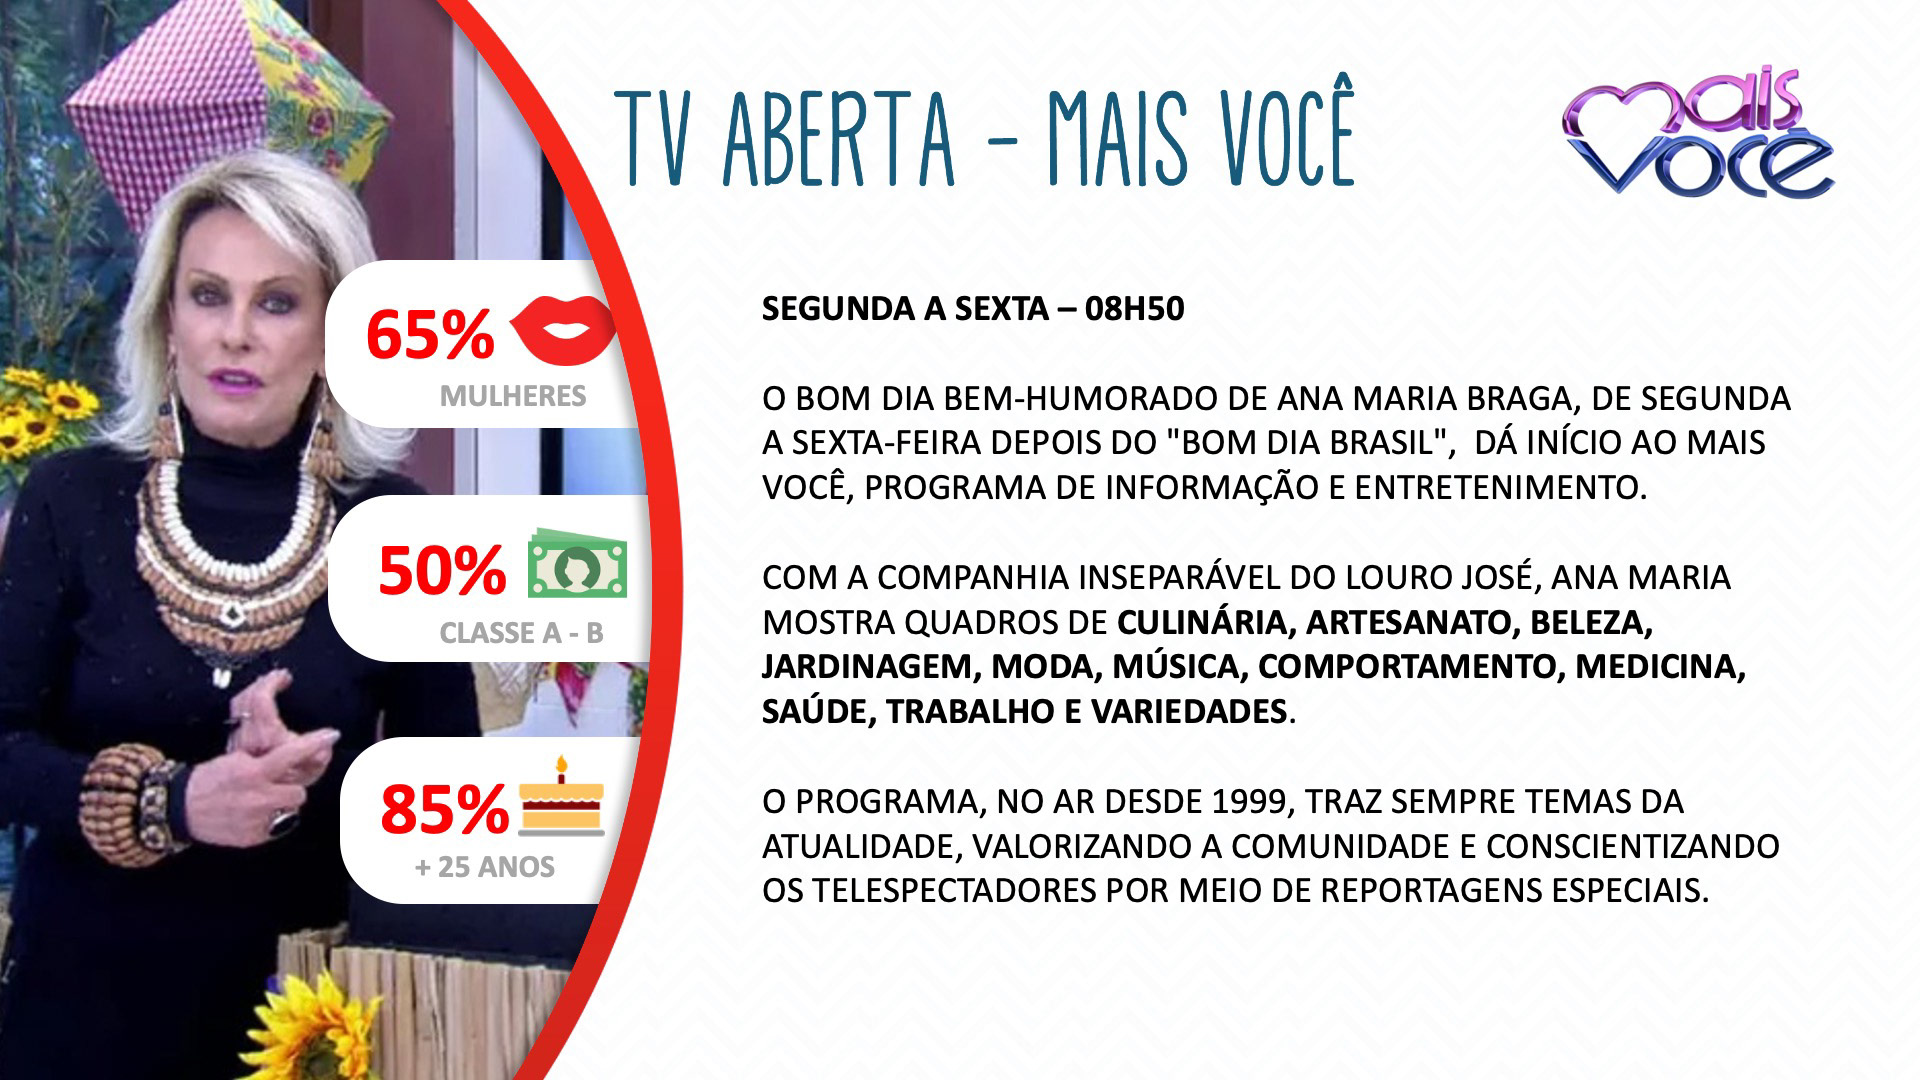 TV ABERTA - MAIS VOCÊ
mais
Você
65%
MULHERES
50%
CLASSE A - B
85%
+ 25 ANOS
SEGUNDA A SEXTA – 08H50
O BOM DIA BEM-HUMORADO DE ANA MARIA BRAGA, DE SEGUNDA
A SEXTA-FEIRA DEPOIS DO "BOM DIA BRASIL",  DÁ INÍCIO AO MAIS
VOCÊ, PROGRAMA DE INFORMAÇÃO E ENTRETENIMENTO.
COM A COMPANHIA INSEPARÁVEL DO LOURO JOSÉ, ANA MARIA
MOSTRA QUADROS DE CULINÁRIA, ARTESANATO, BELEZA,
JARDINAGEM, MODA, MÚSICA, COMPORTAMENTO, MEDICINA,
SAÚDE, TRABALHO E VARIEDADES.
O PROGRAMA, NO AR DESDE 1999, TRAZ SEMPRE TEMAS DA
ATUALIDADE, VALORIZANDO A COMUNIDADE E CONSCIENTIZANDO
OS TELESPECTADORES POR MEIO DE REPORTAGENS ESPECIAIS.